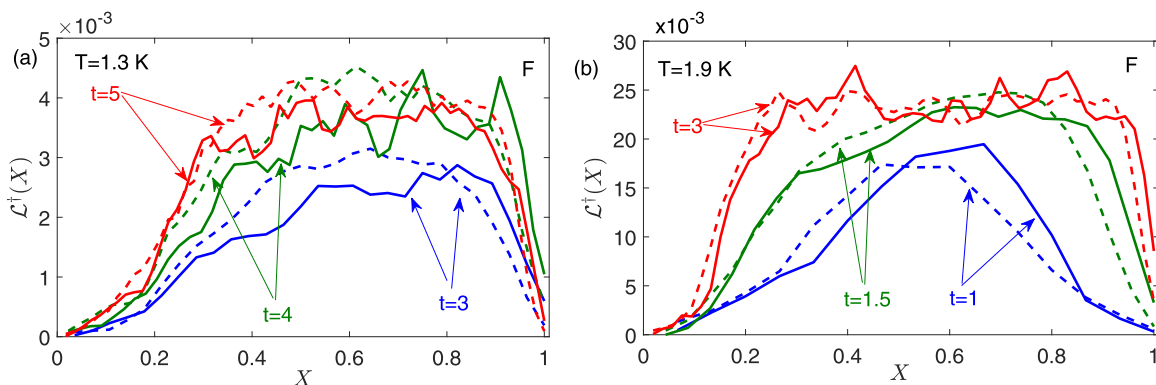 ×10⁻³
(a)
T=1.3 K
F
t=5
t=4
t=3
5
4
3
2
1
0
0 0.2 0.4 0.6 0.8 1
X
ℒ†(X)
x10⁻³
(b)
T=1.9 K
F
t=3
t=1.5
t=1
30
25
20
15
10
5
0
0 0.2 0.4 0.6 0.8 1
X
ℒ†(X)